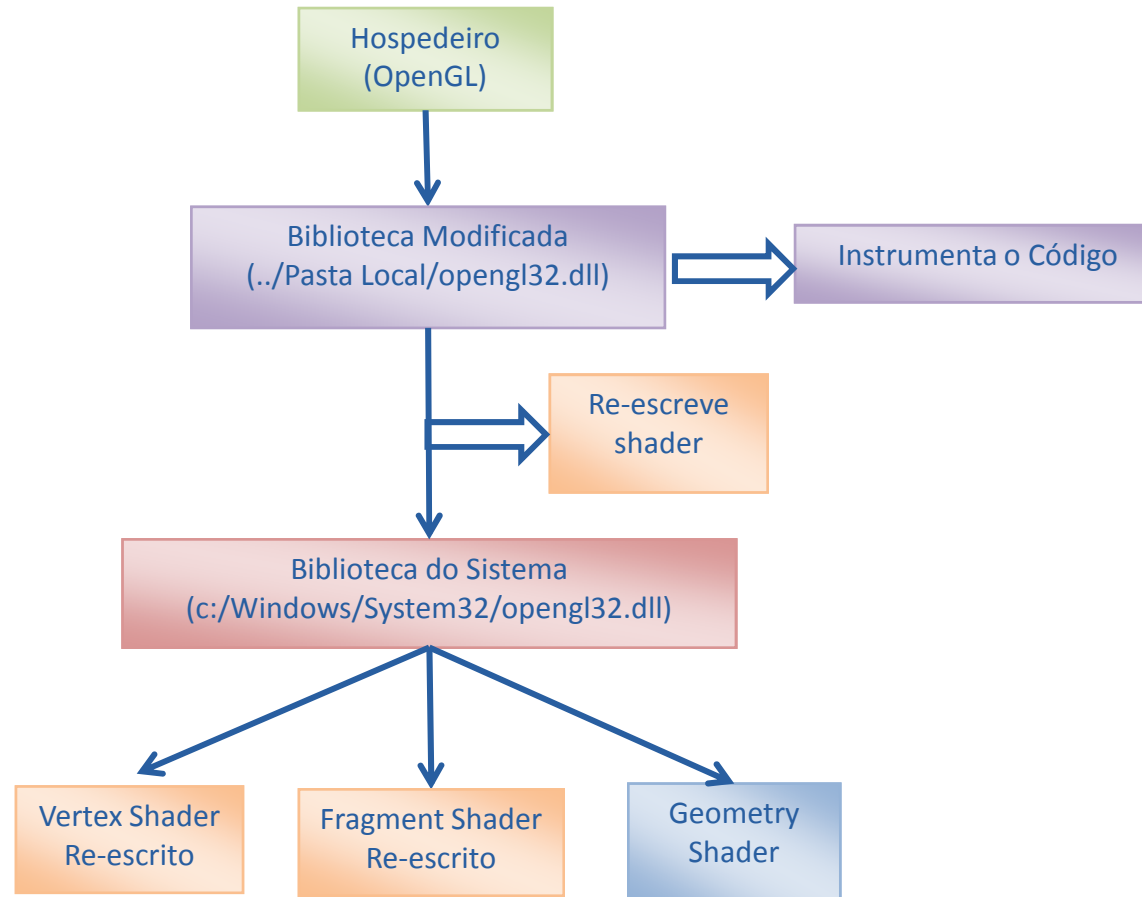 Hospedeiro
(OpenGL)
Biblioteca Modificada
(../Pasta Local/opengl32.dll)
Instrumenta o Código
Re-escreve
shader
Biblioteca do Sistema
(c:/Windows/System32/opengl32.dll)
Vertex Shader
Re-escrito
Fragment Shader
Re-escrito
Geometry
Shader